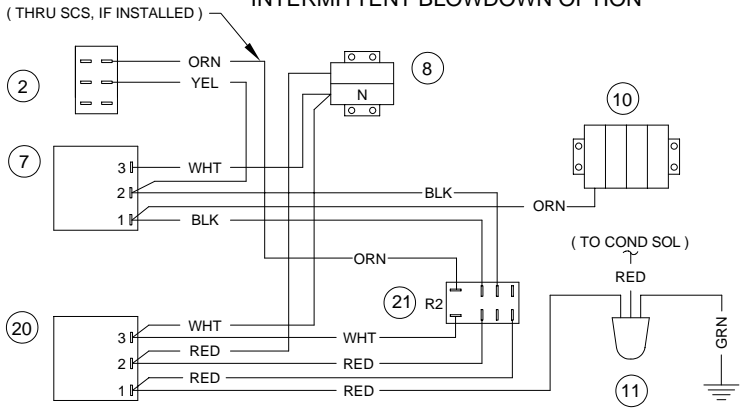 INTERMITTENT BLOWDOWN OPTION
( THRU SCS, IF INSTALLED )
ORN
8
2
YEL
N
10
7
3
WHT
2
BLK
ORN
1
BLK
( TO COND SOL )
ORN
RED
21
R2
20
WHT
3
WHT
GRN
RED
2
RED
RED
1
RED
11